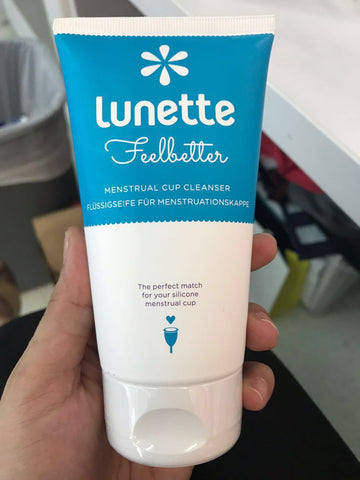 Lunette
Feelbetter
MENSTRUAL CUP CLEANSER
FLÜSSIGSEIFE FÜR MENSTRUATIONSKAPPE
The perfect match
for your silicone
menstrual cup